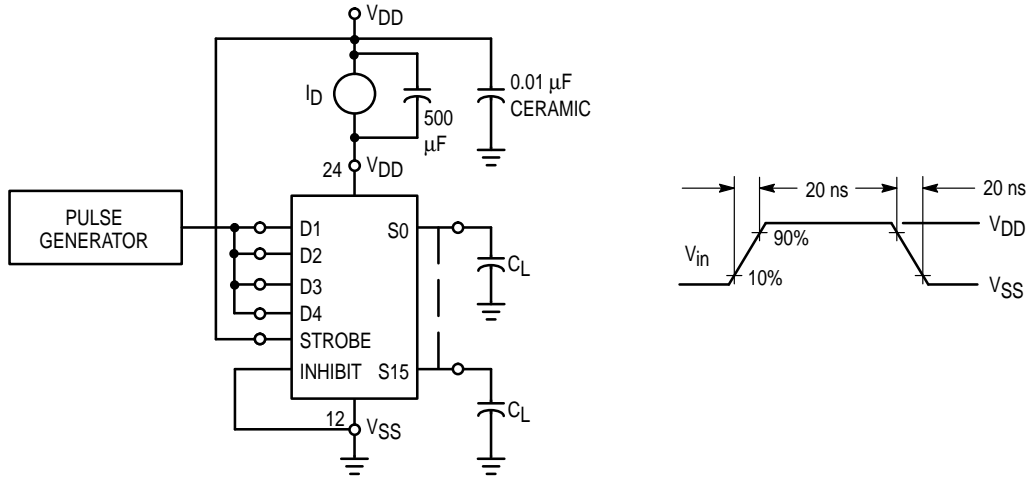 VDD
ID
500
μF
0.01 μF
CERAMIC
24
VDD
PULSE
GENERATOR
D1
D2
D3
D4
STROBE
INHIBIT
S0
S15
CL
CL
12
VSS
20 ns
20 ns
Vin
90%
10%
VDD
VSS